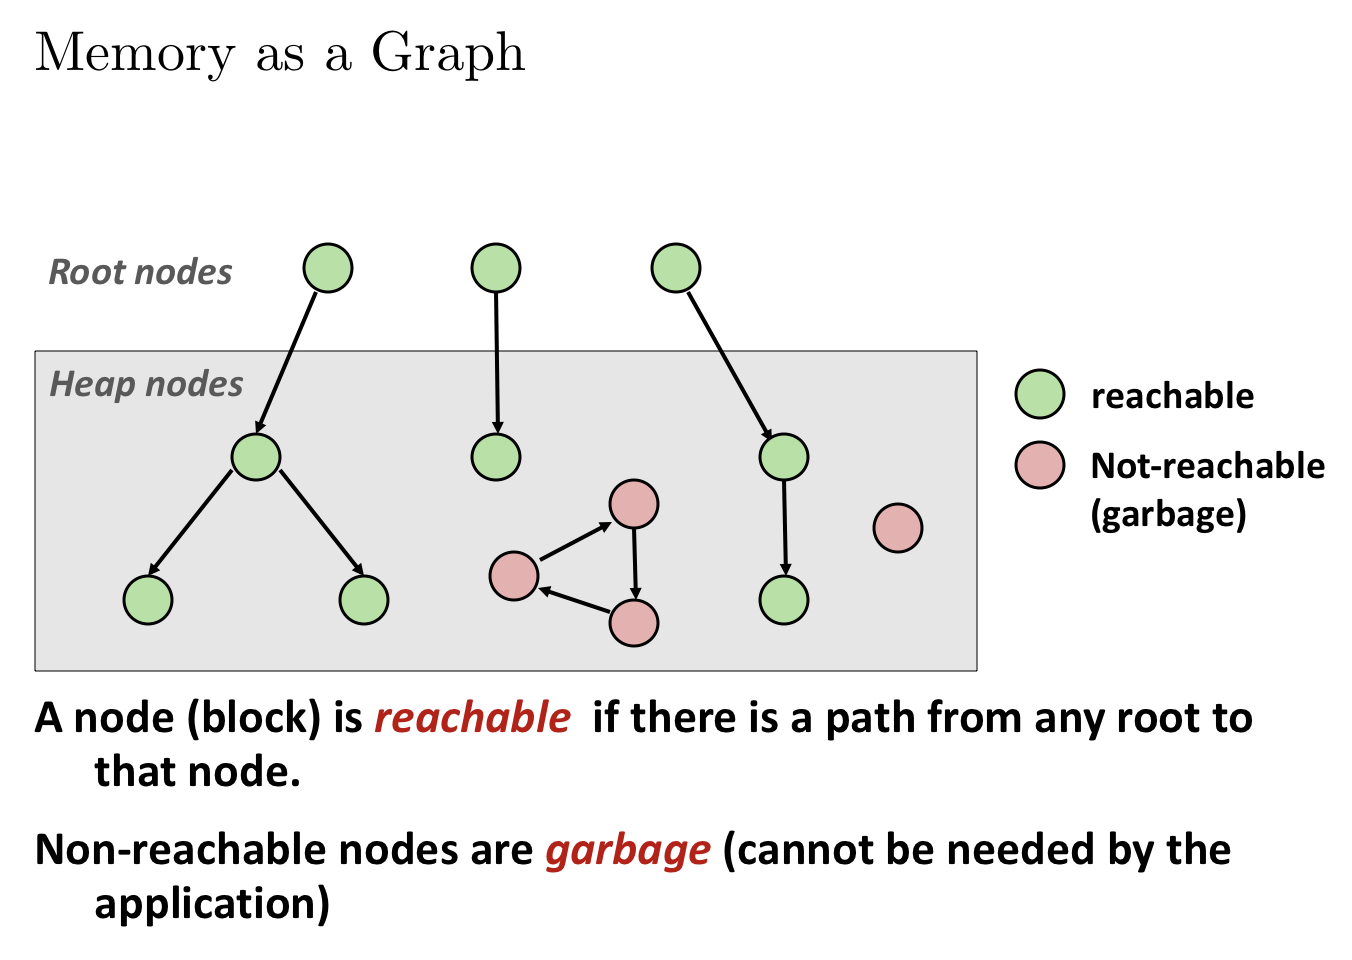 Memory as a Graph
Root nodes
Heap nodes
reachable
Not-reachable
(garbage)
A node (block) is reachable if there is a path from any root to
that node.
Non-reachable nodes are garbage (cannot be needed by the
application)